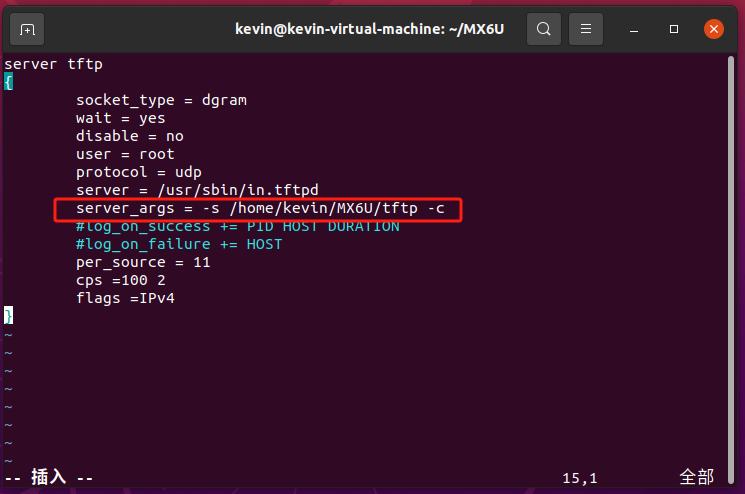 kevin@kevin-virtual-machine: ~/MX6U
server tftp
{
        socket_type = dgram
        wait = yes
        disable = no
        user = root
        protocol = udp
        server = /usr/sbin/in.tftpd
        server_args = -s /home/kevin/MX6U/tftp -c
        #log_on_success += PID HOST DURATION
        #log_on_failure += HOST
        per_source = 11
        cps =100 2
        flags =IPv4
}
~
~
~
~
~
~
~
~
-- 插入 -- 15,1 全部